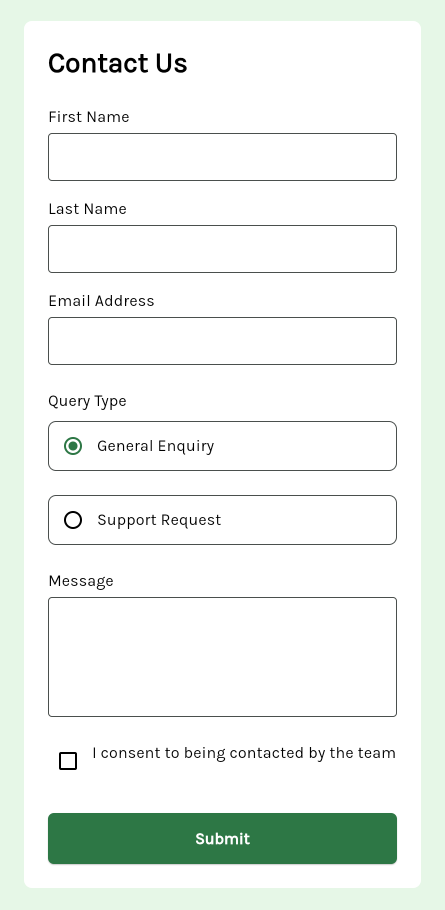 Contact Us
First Name
Last Name
Email Address
Query Type
General Enquiry
Support Request
Message
I consent to being contacted by the team
Submit